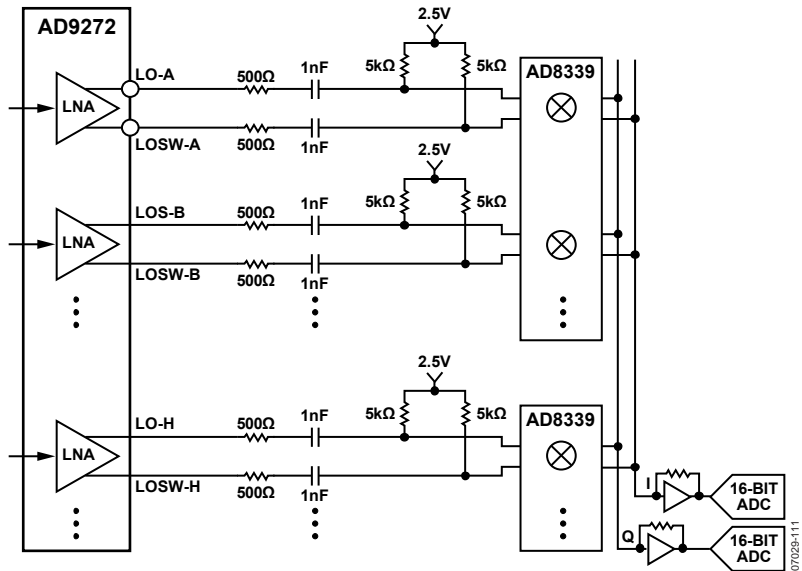 AD9272
2.5V
LO-A
500Ω
1nF
5kΩ
5kΩ
AD8339
LNA
LOSW-A
500Ω
1nF
2.5V
LOS-B
500Ω
1nF
5kΩ
5kΩ
LNA
LOSW-B
500Ω
1nF
2.5V
LO-H
500Ω
1nF
5kΩ
5kΩ
AD8339
LNA
LOSW-H
500Ω
1nF
I
16-BIT
ADC
Q
16-BIT
ADC
07029-111